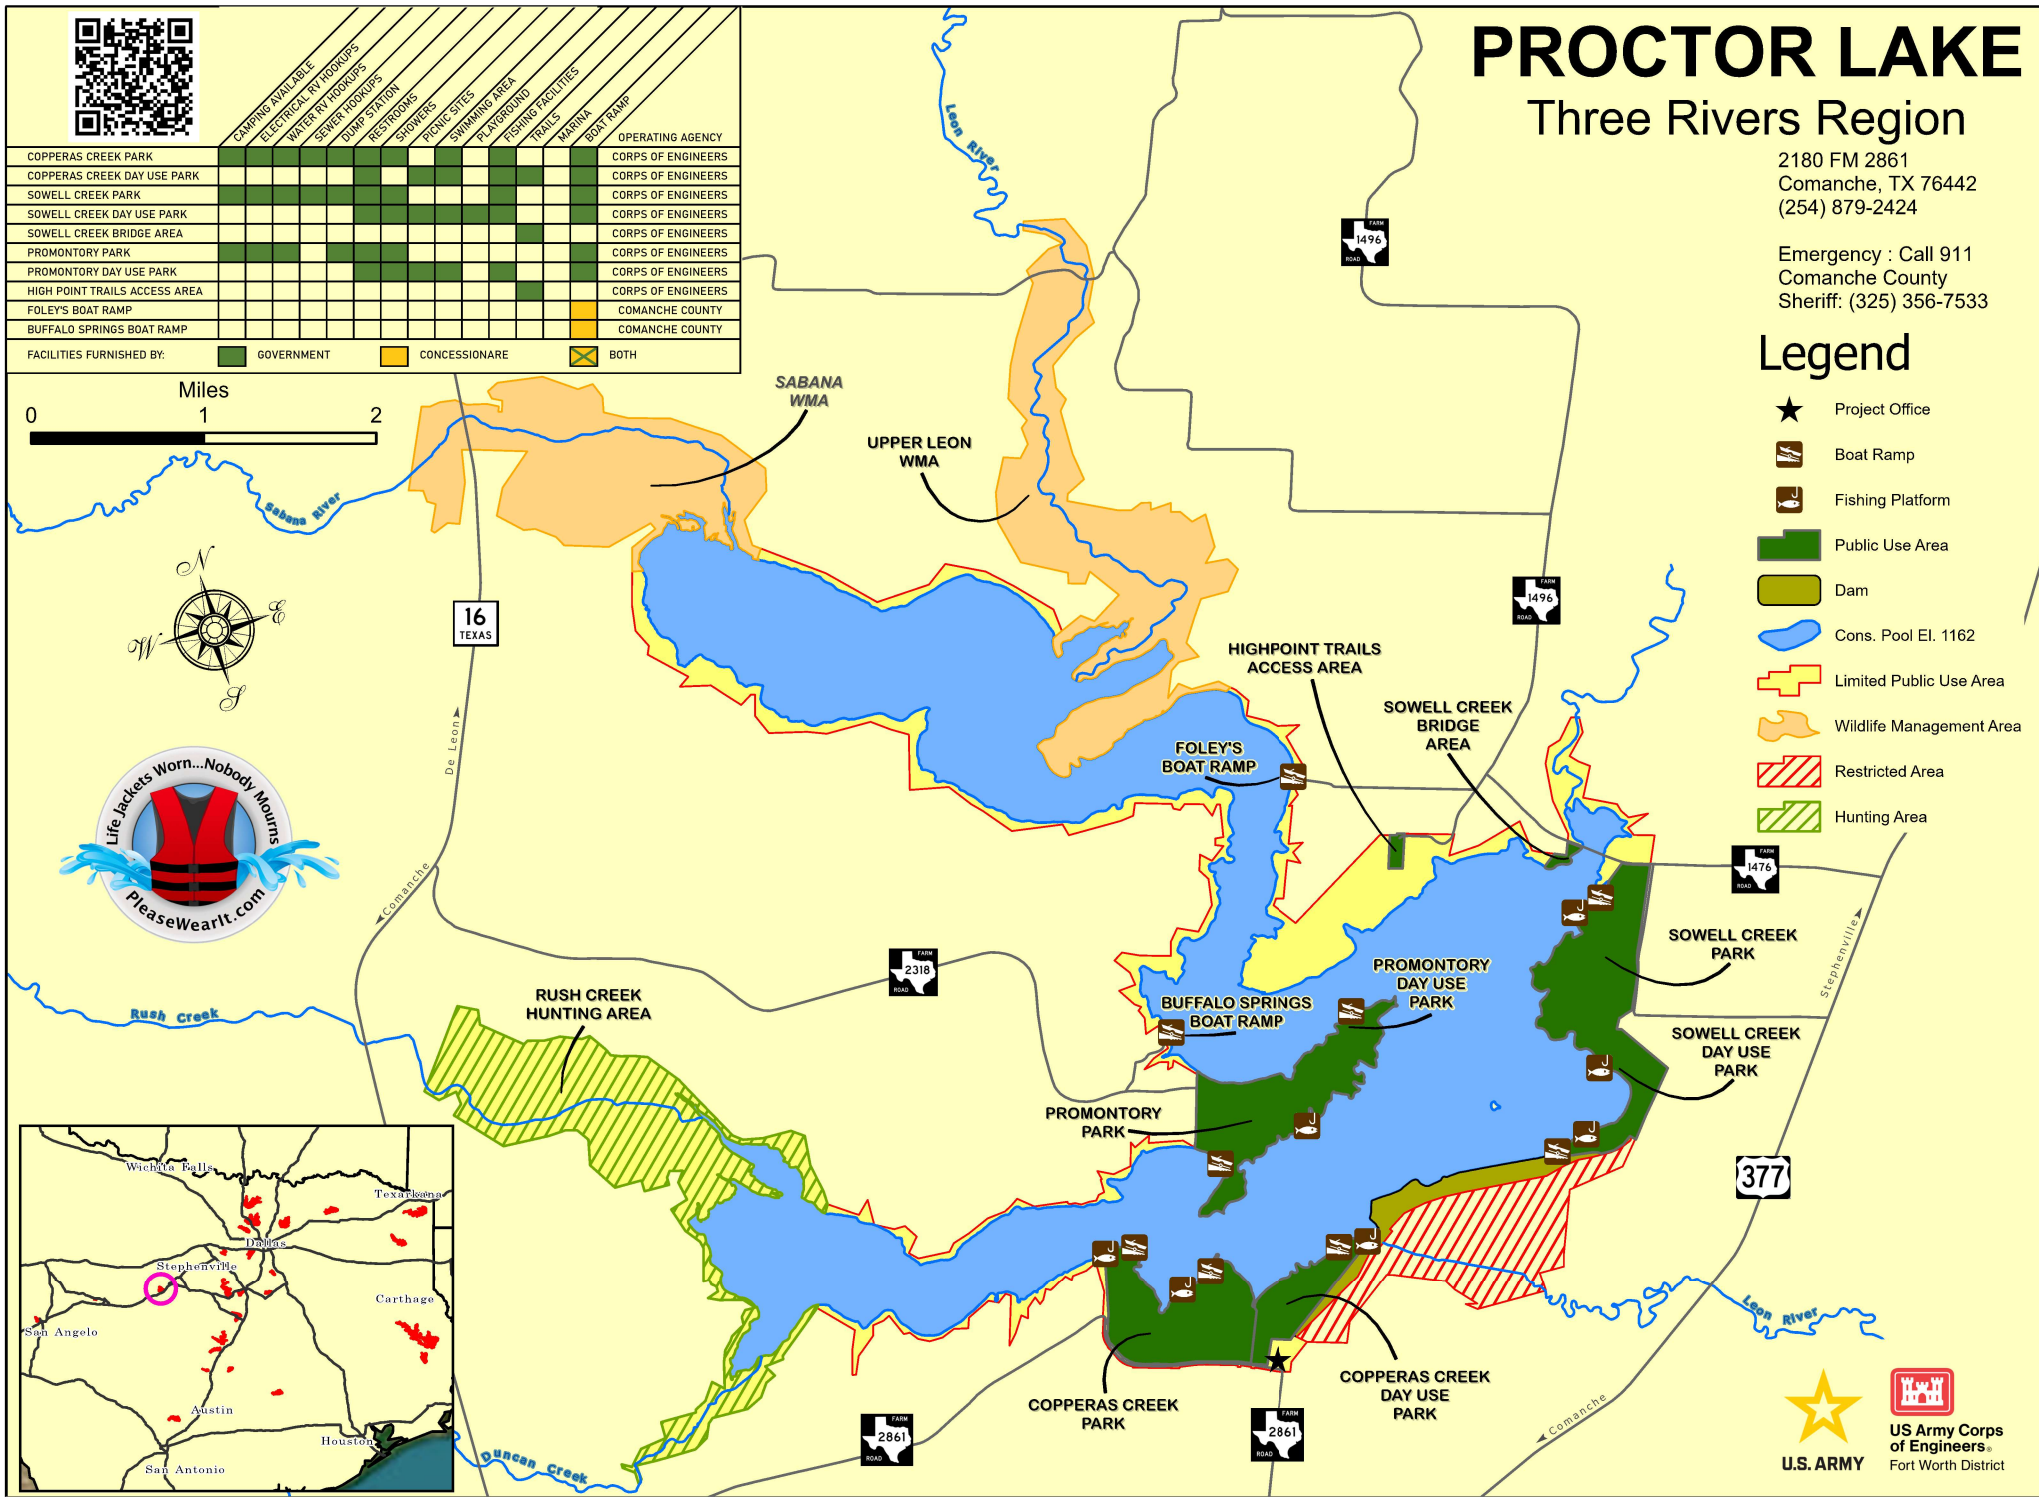 PROCTOR LAKE
Three Rivers Region
2180 FM 2861
Comanche, TX 76442
(254) 879-2424
Emergency : Call 911
Comanche County
Sheriff: (325) 356-7533
CAMPING AVAILABLE
ELECTRICAL RV HOOKUPS
WATER RV HOOKUPS
SEWER HOOKUPS
DUMP STATION
RESTROOMS
SHOWERS
PICNIC SITES
SWIMMING AREA
PLAYGROUND
FISHING FACILITIES
TRAILS
MARINA
BOAT RAMP
OPERATING AGENCY
COPPERAS CREEK PARK CORPS OF ENGINEERS
COPPERAS CREEK DAY USE PARK CORPS OF ENGINEERS
SOWELL CREEK PARK CORPS OF ENGINEERS
SOWELL CREEK DAY USE PARK CORPS OF ENGINEERS
SOWELL CREEK BRIDGE AREA CORPS OF ENGINEERS
PROMONTORY PARK CORPS OF ENGINEERS
PROMONTORY DAY USE PARK CORPS OF ENGINEERS
HIGH POINT TRAILS ACCESS AREA CORPS OF ENGINEERS
FOLEY'S BOAT RAMP COMANCHE COUNTY
BUFFALO SPRINGS BOAT RAMP COMANCHE COUNTY
FACILITIES FURNISHED BY: GOVERNMENT CONCESSIONARE BOTH
Miles
0 1 2
Legend
Project Office
Boat Ramp
Fishing Platform
Public Use Area
Dam
Cons. Pool El. 1162
Limited Public Use Area
Wildlife Management Area
Restricted Area
Hunting Area
Leon River
FARM
1496
ROAD
SABANA
WMA
UPPER LEON
WMA
Sabana River
N
E
W
S
16
TEXAS
FARM
1496
ROAD
HIGHPOINT TRAILS
ACCESS AREA
SOWELL CREEK
BRIDGE
AREA
De Leon
FOLEY'S
BOAT RAMP
Life Jackets Worn...Nobody Mourns
PleaseWearIt.com
Comanche
FARM
1476
ROAD
Stephenville
SOWELL CREEK
PARK
FARM
2318
ROAD
PROMONTORY
DAY USE
PARK
BUFFALO SPRINGS
BOAT RAMP
RUSH CREEK
HUNTING AREA
Rush Creek
SOWELL CREEK
DAY USE
PARK
PROMONTORY
PARK
377
Leon River
Wichita Falls
Texarkana
Dallas
Stephenville
Carthage
San Angelo
Austin
Houston
San Antonio
COPPERAS CREEK
PARK
COPPERAS CREEK
DAY USE
PARK
FARM
2861
ROAD
FARM
2861
ROAD
Comanche
Duncan Creek
U.S. ARMY
US Army Corps
of Engineers®
Fort Worth District